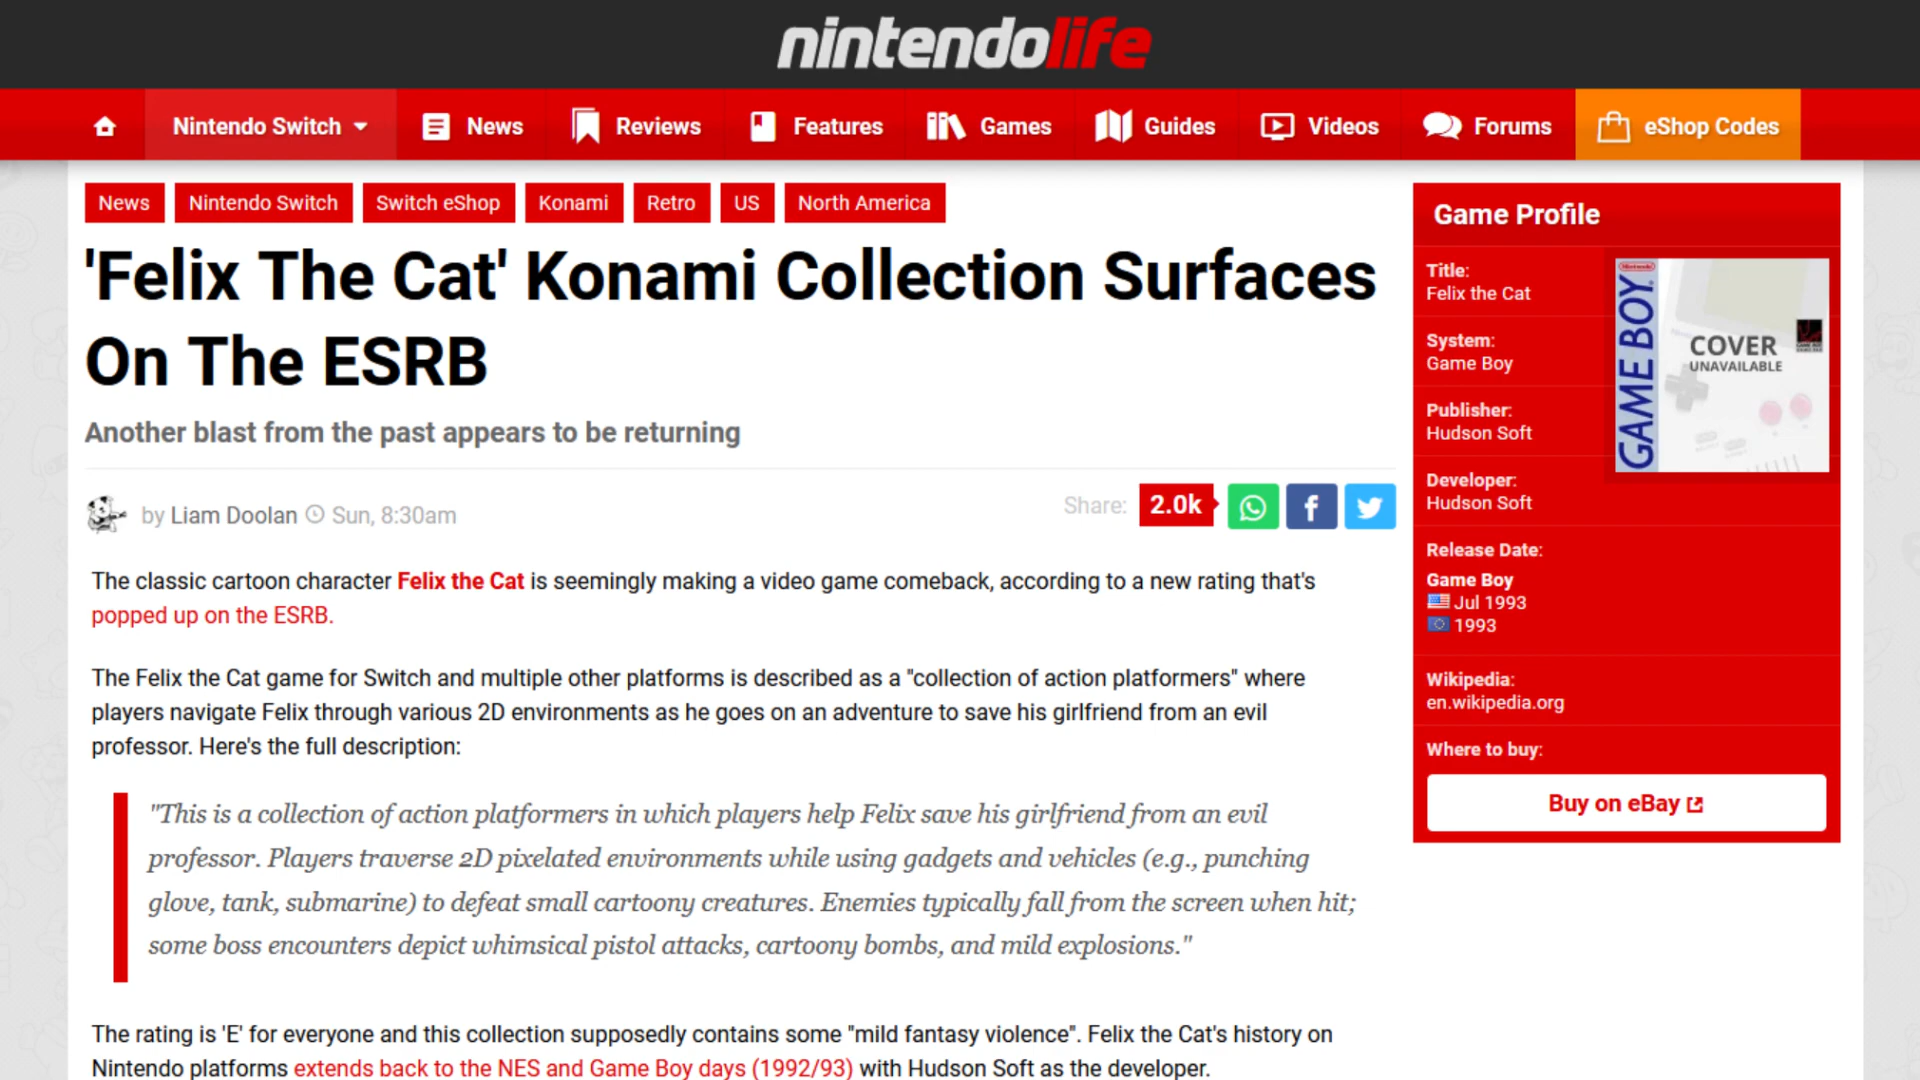 nintendolife
Nintendo Switch
News
Reviews
Features
Games
Guides
Videos
Forums
eShop Codes
News
Nintendo Switch
Switch eShop
Konami
Retro
US
North America
'Felix The Cat' Konami Collection Surfaces
On The ESRB
Another blast from the past appears to be returning
by Liam Doolan Sun, 8:30am
Share: 2.0k
The classic cartoon character Felix the Cat is seemingly making a video game comeback, according to a new rating that's
popped up on the ESRB.
The Felix the Cat game for Switch and multiple other platforms is described as a "collection of action platformers" where
players navigate Felix through various 2D environments as he goes on an adventure to save his girlfriend from an evil
professor. Here's the full description:
"This is a collection of action platformers in which players help Felix save his girlfriend from an evil
professor. Players traverse 2D pixelated environments while using gadgets and vehicles (e.g., punching
glove, tank, submarine) to defeat small cartoony creatures. Enemies typically fall from the screen when hit;
some boss encounters depict whimsical pistol attacks, cartoony bombs, and mild explosions."
The rating is 'E' for everyone and this collection supposedly contains some "mild fantasy violence". Felix the Cat's history on
Nintendo platforms extends back to the NES and Game Boy days (1992/93) with Hudson Soft as the developer.
Game Profile
Title:
Felix the Cat
System:
Game Boy
Publisher:
Hudson Soft
Developer:
Hudson Soft
Release Date:
Game Boy
Jul 1993
1993
Wikipedia:
en.wikipedia.org
Where to buy:
Buy on eBay
Nintendo
GAME BOY
COVER
UNAVAILABLE